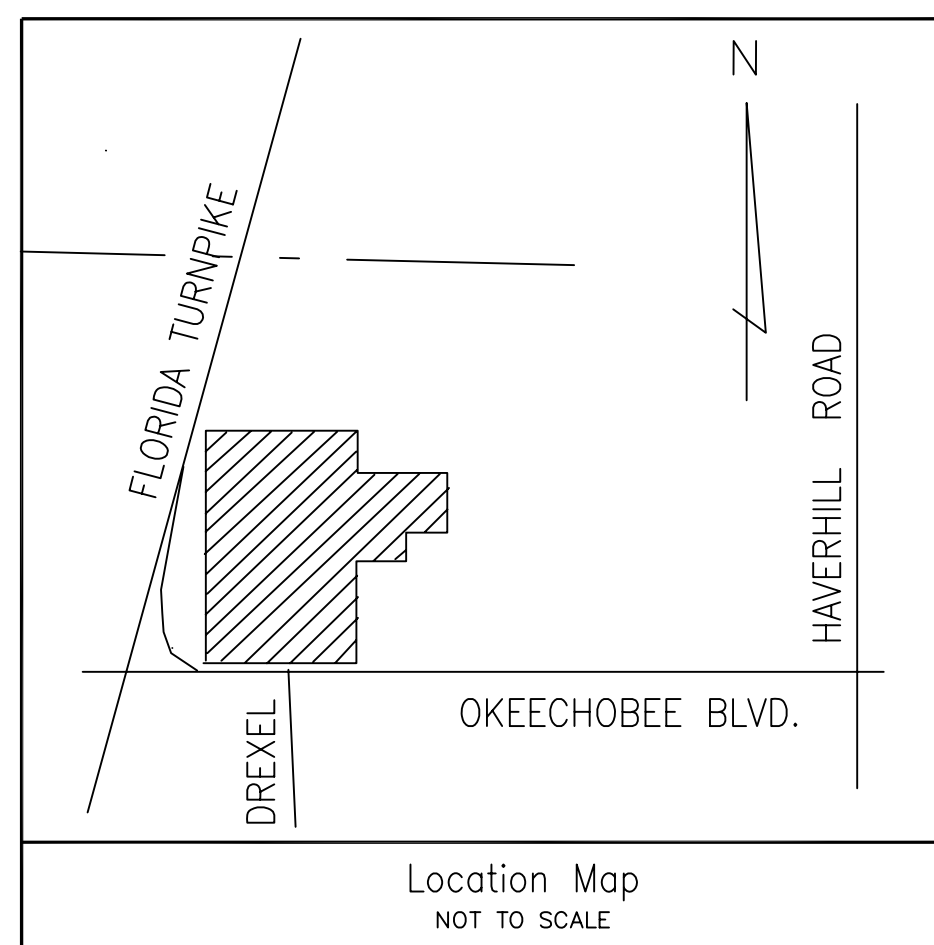 N
FLORIDA TURNPIKE
HAVERHILL ROAD
OKEECHOBEE BLVD.
DREXEL
Location Map
NOT TO SCALE